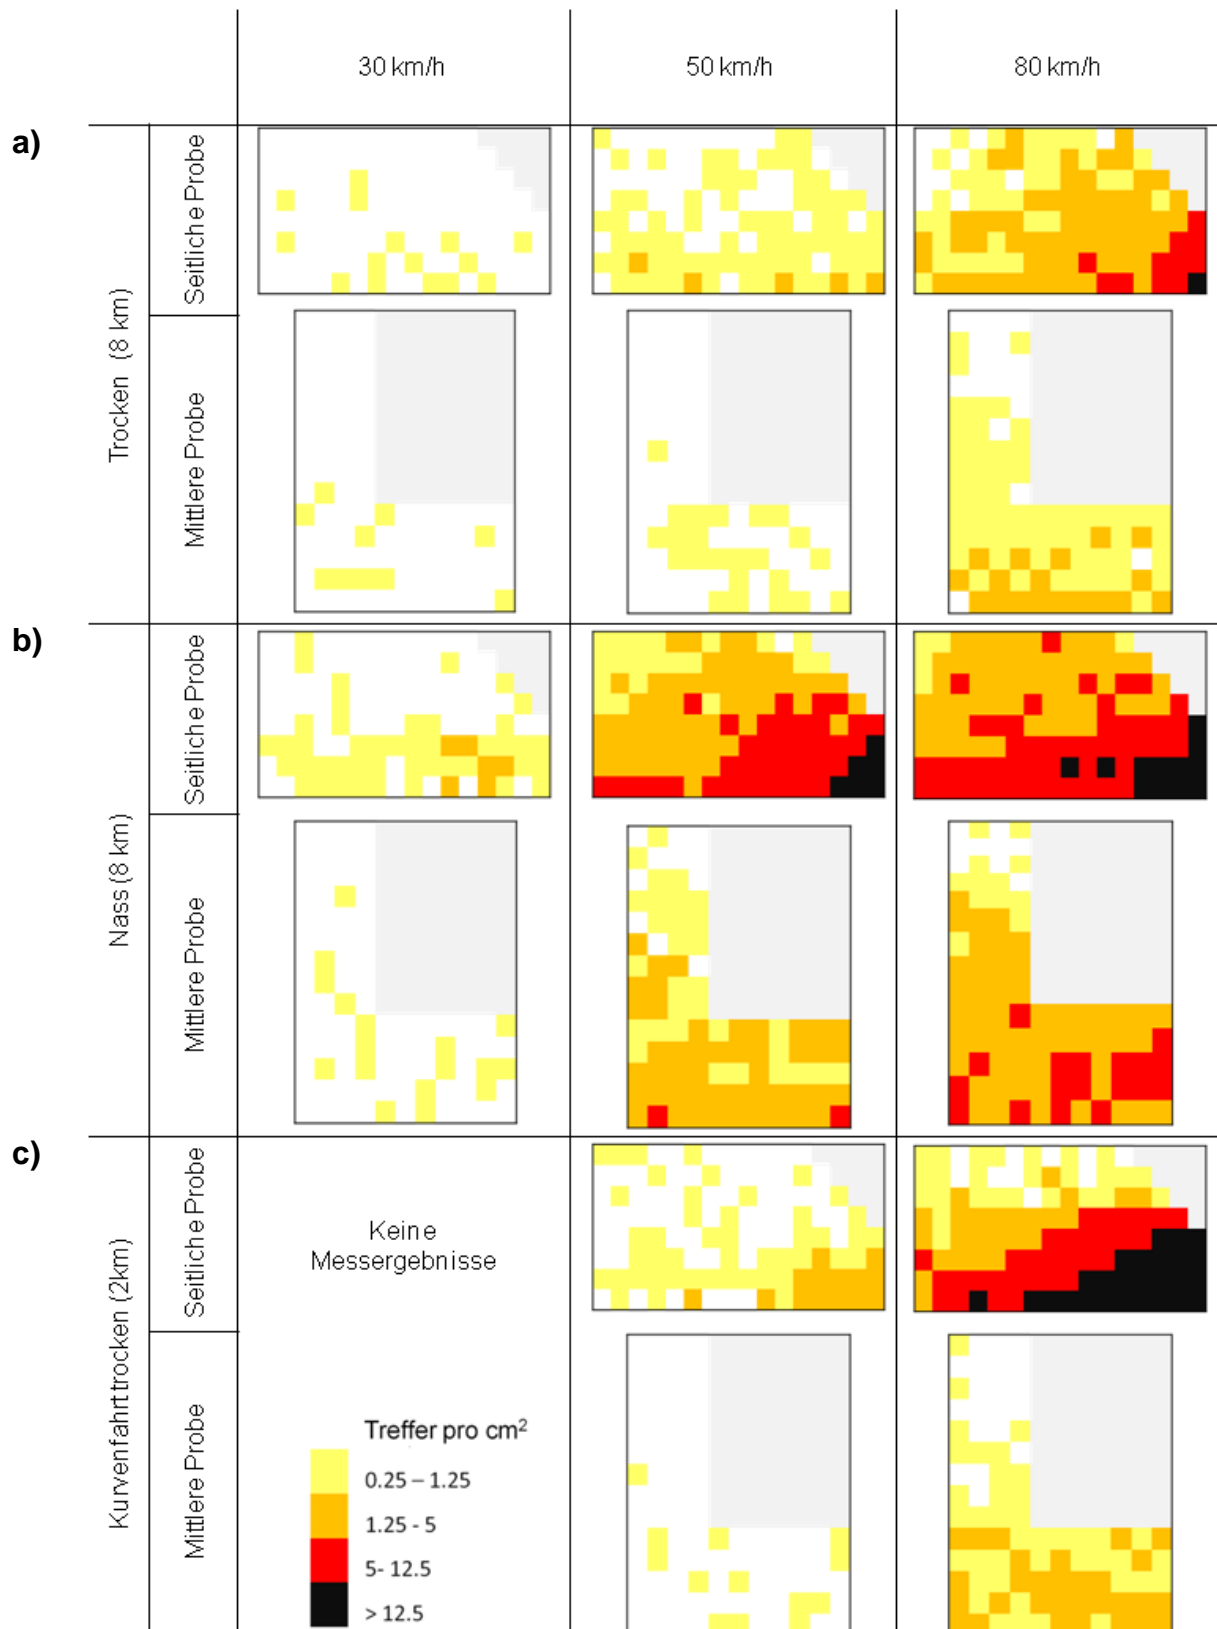 30 km/h
50 km/h
80 km/h
a)
Trocken (8 km)
Seitliche Probe
Mittlere Probe
b)
Nass (8 km)
Seitliche Probe
Mittlere Probe
c)
Kurvenfahrttrocken (2km)
Seitliche Probe
Keine
Messergebnisse
Mittlere Probe
Treffer pro cm²
0.25 – 1.25
1.25 - 5
5- 12.5
> 12.5